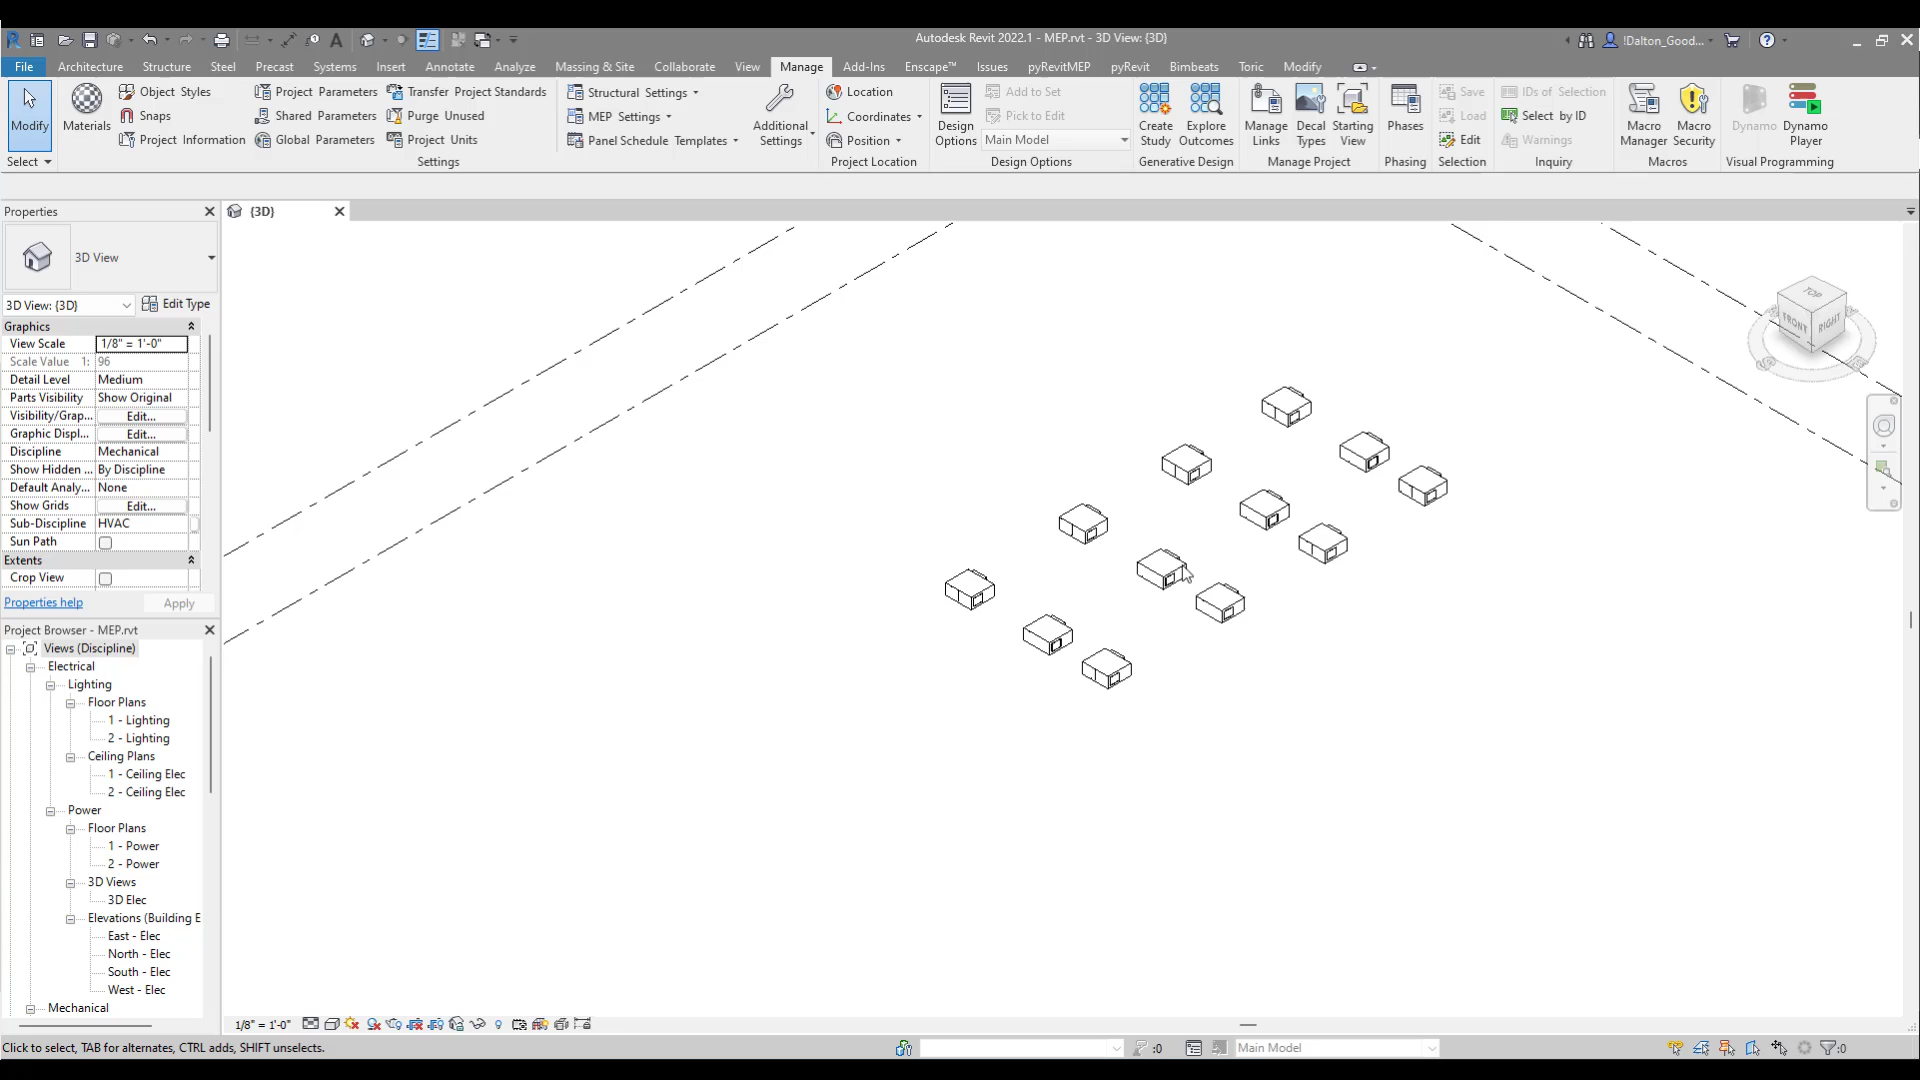 Autodesk Revit 2022.1 - MEP.rvt - 3D View: {3D}
!Dalton_Good...
File Architecture Structure Steel Precast Systems Insert Annotate Analyze Massing & Site Collaborate View Manage Add-Ins Enscape™ Issues pyRevitMEP pyRevit Bimbeats Toric Modify
Modify
Select
Materials
Object Styles
Snaps
Project Information
Project Parameters
Shared Parameters
Global Parameters
Transfer Project Standards
Purge Unused
Project Units
Settings
Structural Settings
MEP Settings
Panel Schedule Templates
Additional Settings
Location
Coordinates
Position
Project Location
Design Options
Add to Set
Pick to Edit
Main Model
Design Options
Create Study
Explore Outcomes
Generative Design
Manage Links
Decal Types
Starting View
Manage Project
Phases
Phasing
Save
Load
Edit
Selection
IDs of Selection
Select by ID
Warnings
Inquiry
Macro Manager
Macro Security
Macros
Dynamo
Dynamo Player
Visual Programming
Properties
3D View
3D View: {3D}
Edit Type
Graphics
View Scale 1/8" = 1'-0"
Scale Value 1: 96
Detail Level Medium
Parts Visibility Show Original
Visibility/Grap... Edit...
Graphic Displ... Edit...
Discipline Mechanical
Show Hidden ... By Discipline
Default Analy... None
Show Grids Edit...
Sub-Discipline HVAC
Sun Path
Extents
Crop View
Properties help
Apply
Project Browser - MEP.rvt
Views (Discipline)
Electrical
Lighting
Floor Plans
1 - Lighting
2 - Lighting
Ceiling Plans
1 - Ceiling Elec
2 - Ceiling Elec
Power
Floor Plans
1 - Power
2 - Power
3D Views
3D Elec
Elevations (Building E
East - Elec
North - Elec
South - Elec
West - Elec
Mechanical
{3D}
TOP
FRONT
RIGHT
1/8" = 1'-0"
Click to select, TAB for alternates, CTRL adds, SHIFT unselects.
:0
Main Model
:0